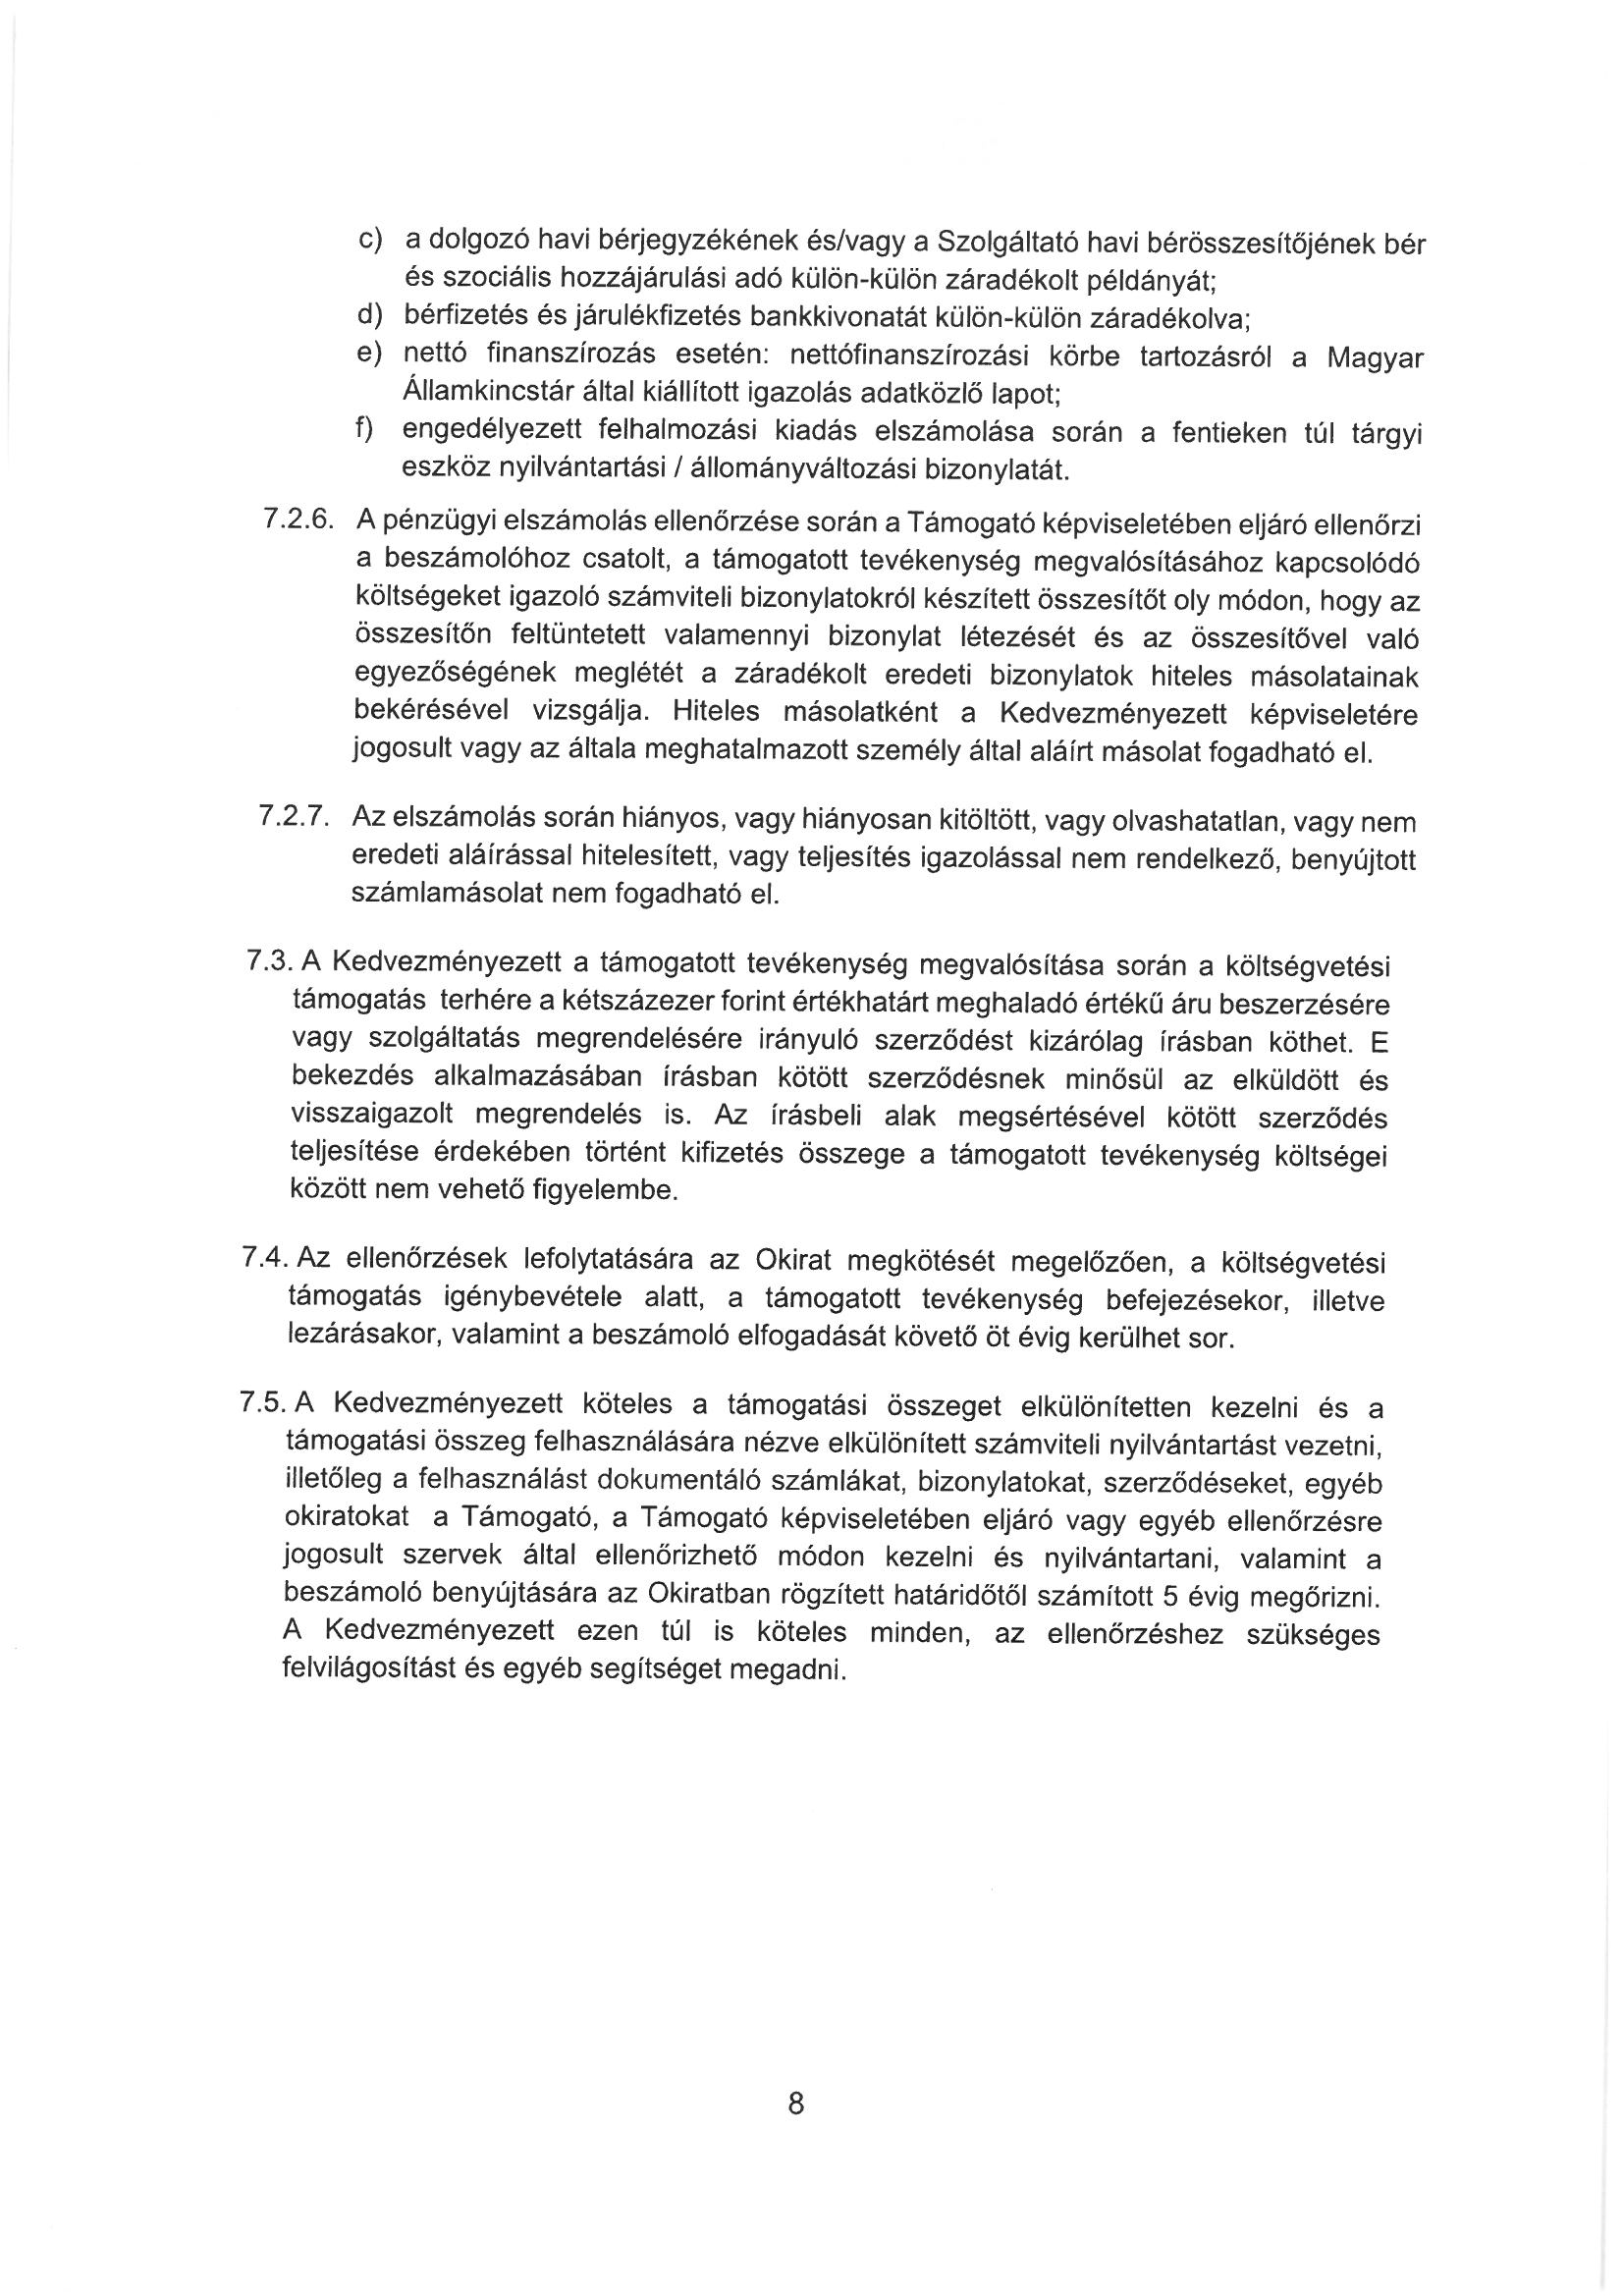 c) a dolgozó havi bérjegyzékének és/vagy a Szolgáltató havi bérösszesítőjének bér
és szociális hozzájárulási adó külön-külön záradékolt példányát;
d) bérfizetés és járulékfizetés bankkivonatát külön-külön záradékolva;
e) nettó finanszírozás esetén: nettófinanszírozási körbe tartozásról a Magyar
Államkincstár által kiállított igazolás adatközlő lapot;
f) engedélyezett felhalmozási kiadás elszámolása során a fentieken túl tárgyi
eszköz nyilvántartási / állományváltozási bizonylatát.
7.2.6. A pénzügyi elszámolás ellenőrzése során a Támogató képviseletében eljáró ellenőrzi
a beszámolóhoz csatolt, a támogatott tevékenység megvalósításához kapcsolódó
költségeket igazoló számviteli bizonylatokról készített összesítőt oly módon, hogy az
összesítőn feltüntetett valamennyi bizonylat létezését és az összesítővel való
egyezőségének meglétét a záradékolt eredeti bizonylatok hiteles másolatainak
bekérésével vizsgálja. Hiteles másolatként a Kedvezményezett képviseletére
jogosult vagy az általa meghatalmazott személy által aláírt másolat fogadható el.
7.2.7. Az elszámolás során hiányos, vagy hiányosan kitöltött, vagy olvashatatlan, vagy nem
eredeti aláírással hitelesített, vagy teljesítés igazolással nem rendelkező, benyújtott
számlamásolat nem fogadható el.
7.3. A Kedvezményezett a támogatott tevékenység megvalósítása során a költségvetési
támogatás terhére a kétszázezer forint értékhatárt meghaladó értékű áru beszerzésére
vagy szolgáltatás megrendelésére irányuló szerződést kizárólag írásban köthet. E
bekezdés alkalmazásában írásban kötött szerződésnek minősül az elküldött és
visszaigazolt megrendelés is. Az írásbeli alak megsértésével kötött szerződés
teljesítése érdekében történt kifizetés összege a támogatott tevékenység költségei
között nem vehető figyelembe.
7.4. Az ellenőrzések lefolytatására az Okirat megkötését megelőzően, a költségvetési
támogatás igénybevétele alatt, a támogatott tevékenység befejezésekor, illetve
lezárásakor, valamint a beszámoló elfogadását követő öt évig kerülhet sor.
7.5. A Kedvezményezett köteles a támogatási összeget elkülönítetten kezelni és a
támogatási összeg felhasználására nézve elkülönített számviteli nyilvántartást vezetni,
illetőleg a felhasználást dokumentáló számlákat, bizonylatokat, szerződéseket, egyéb
okiratokat a Támogató, a Támogató képviseletében eljáró vagy egyéb ellenőrzésre
jogosult szervek által ellenőrizhető módon kezelni és nyilvántartani, valamint a
beszámoló benyújtására az Okiratban rögzített határidőtől számított 5 évig megőrizni.
A Kedvezményezett ezen túl is köteles minden, az ellenőrzéshez szükséges
felvilágosítást és egyéb segítséget megadni.
8